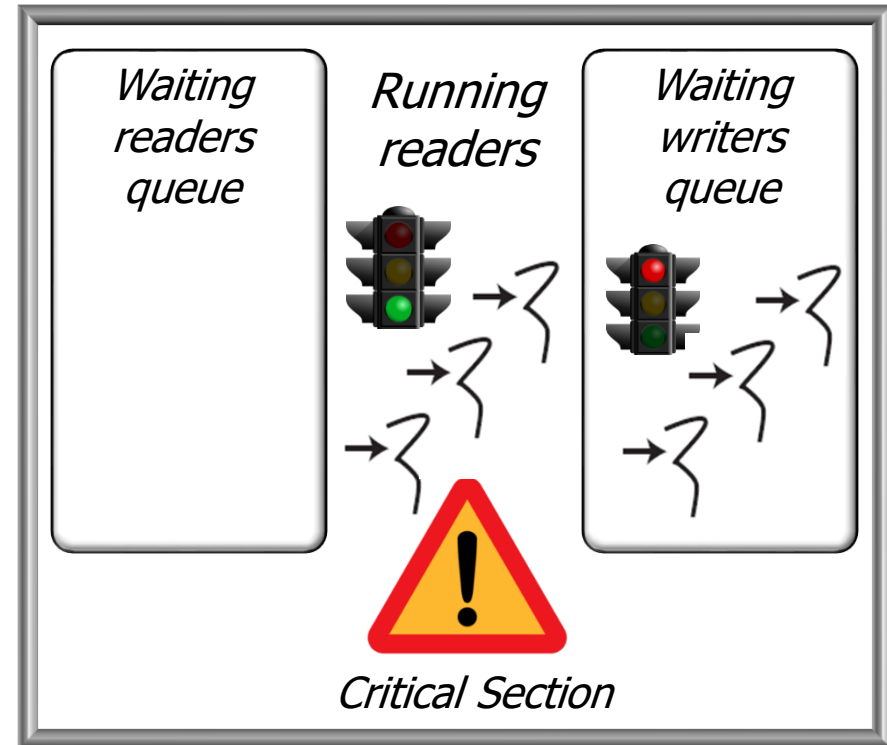 Waiting
readers
queue
Running
readers
Waiting
writers
queue
Critical Section